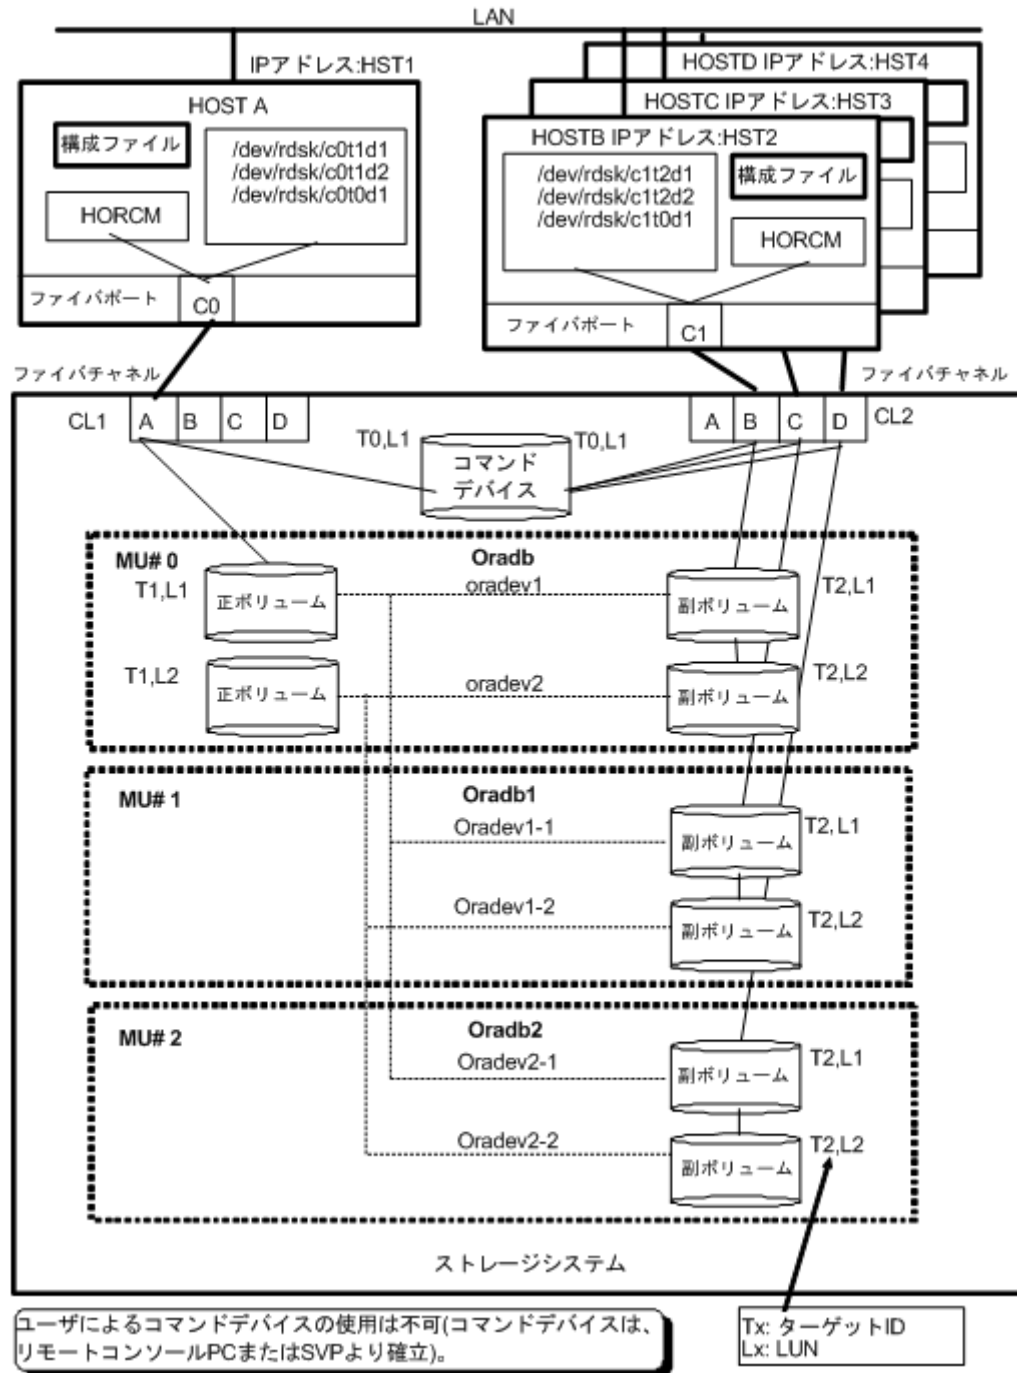 LAN
IPアドレス:HST1
HOST A
構成ファイル
/dev/rdsk/c0t1d1
/dev/rdsk/c0t1d2
/dev/rdsk/c0t0d1
HORCM
ファイバポート
C0
HOSTD IPアドレス:HST4
HOSTC IPアドレス:HST3
HOSTB IPアドレス:HST2
/dev/rdsk/c1t2d1
/dev/rdsk/c1t2d2
/dev/rdsk/c1t0d1
構成ファイル
HORCM
ファイバポート
C1
ファイバチャネル
ファイバチャネル
CL1
A
B
C
D
A
B
C
D
CL2
T0,L1
T0,L1
コマンド
デバイス
MU# 0
Oradb
T1,L1
正ボリューム
oradev1
副ボリューム
T2,L1
T1,L2
正ボリューム
oradev2
副ボリューム
T2,L2
MU# 1
Oradb1
Oradev1-1
副ボリューム
T2,L1
Oradev1-2
副ボリューム
T2,L2
MU# 2
Oradb2
Oradev2-1
副ボリューム
T2,L1
Oradev2-2
副ボリューム
T2,L2
ストレージシステム
ユーザによるコマンドデバイスの使用は不可(コマンドデバイスは、
リモートコンソールPCまたはSVPより確立)。
Tx: ターゲットID
Lx: LUN